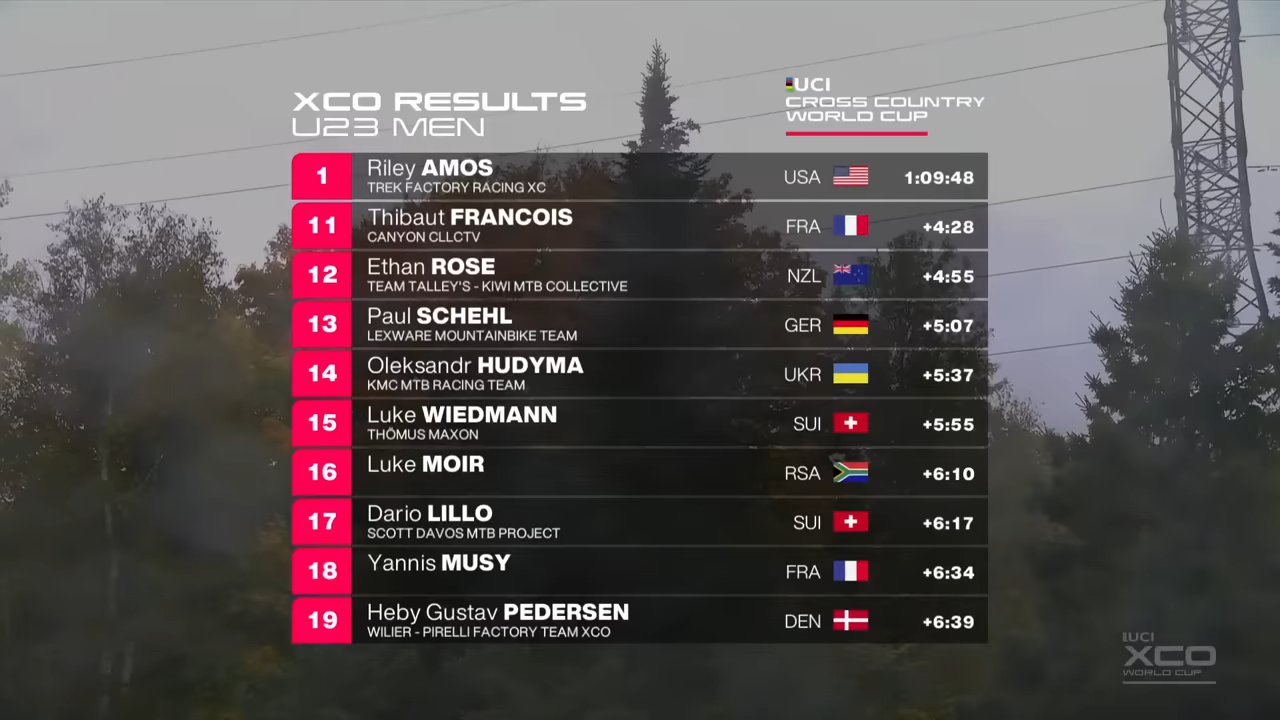 XCO RESULTS
U23 MEN
UCI
CROSS COUNTRY
WORLD CUP
1 Riley AMOS USA 1:09:48
TREK FACTORY RACING XC
11 Thibaut FRANCOIS FRA +4:28
CANYON CLLCTV
12 Ethan ROSE NZL +4:55
TEAM TALLEY'S - KIWI MTB COLLECTIVE
13 Paul SCHEHL GER +5:07
LEXWARE MOUNTAINBIKE TEAM
14 Oleksandr HUDYMA UKR +5:37
KMC MTB RACING TEAM
15 Luke WIEDMANN SUI +5:55
THÖMUS MAXON
16 Luke MOIR RSA +6:10
17 Dario LILLO SUI +6:17
SCOTT DAVOS MTB PROJECT
18 Yannis MUSY FRA +6:34
19 Heby Gustav PEDERSEN DEN +6:39
WILIER - PIRELLI FACTORY TEAM XCO
UCI
XCO
WORLD CUP